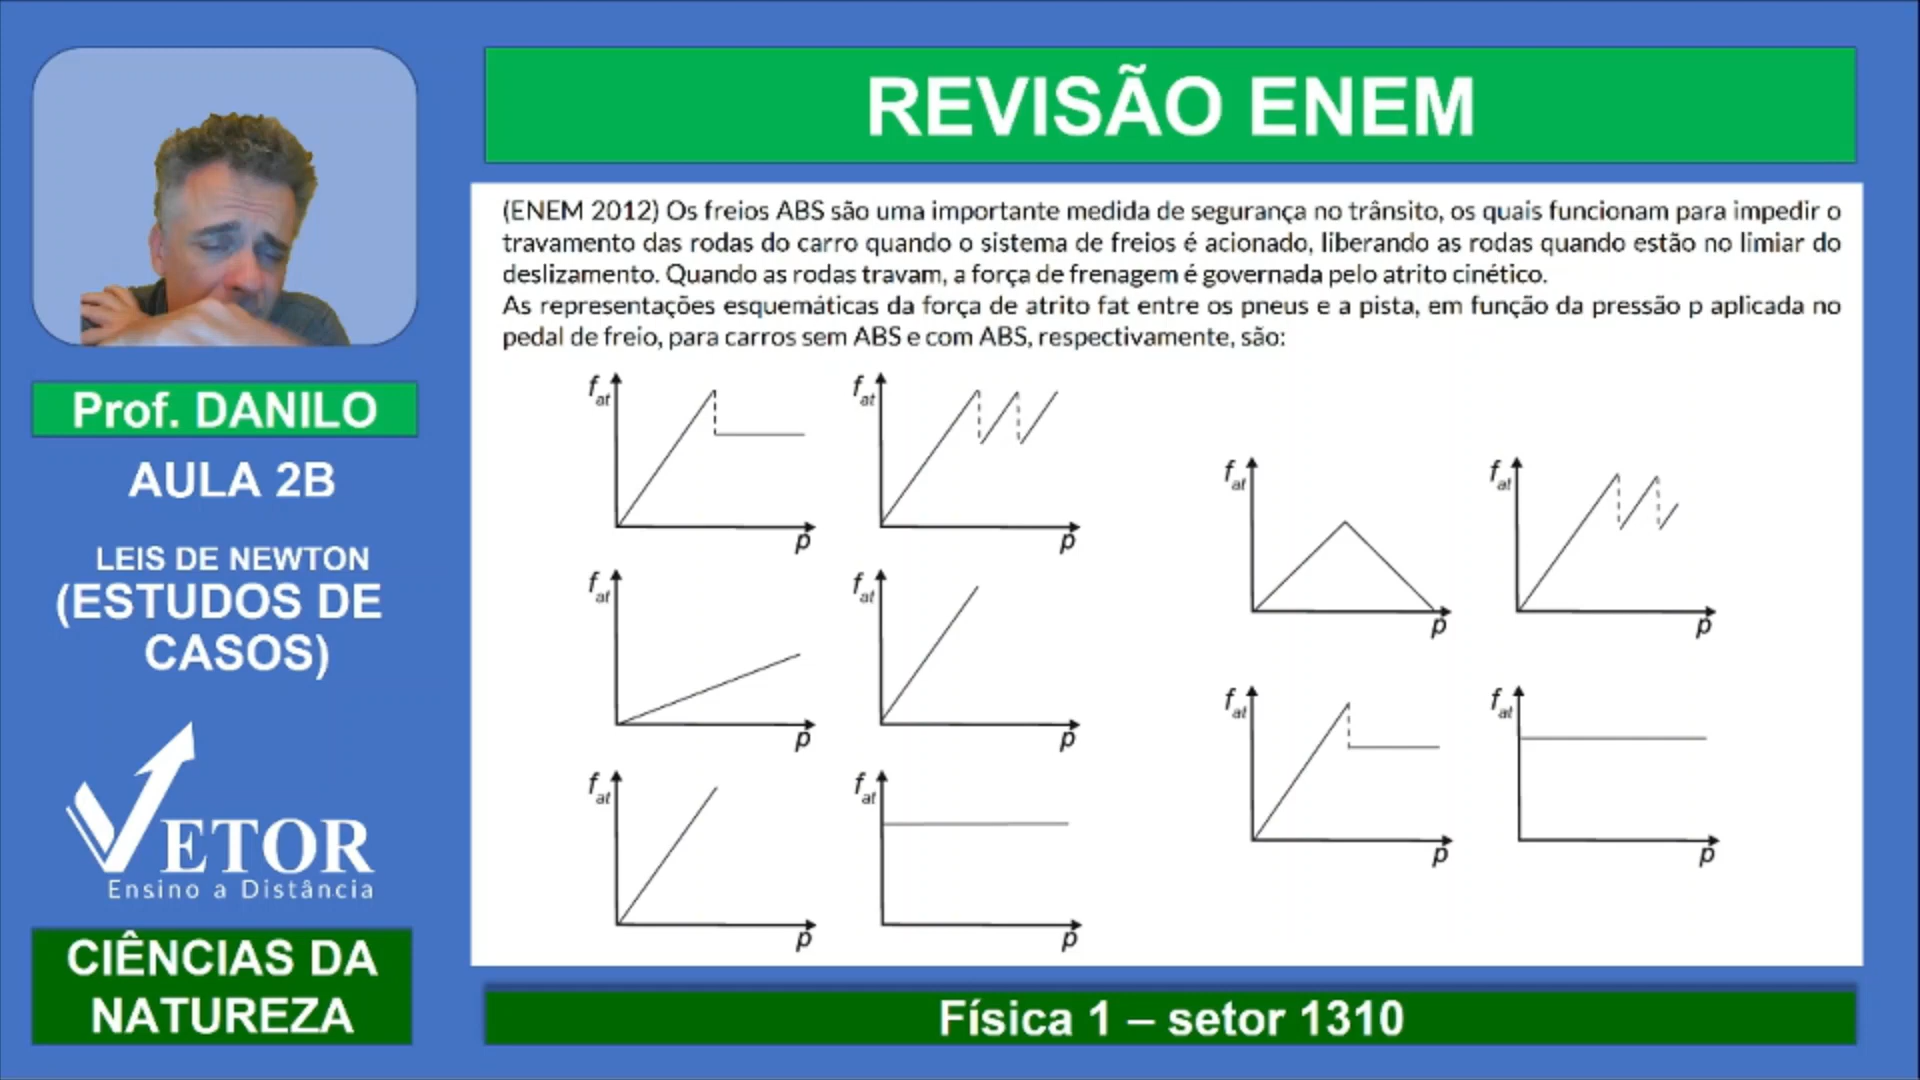 REVISÃO ENEM
(ENEM 2012) Os freios ABS são uma importante medida de segurança no trânsito, os quais funcionam para impedir o
travamento das rodas do carro quando o sistema de freios é acionado, liberando as rodas quando estão no limiar do
deslizamento. Quando as rodas travam, a força de frenagem é governada pelo atrito cinético.
As representações esquemáticas da força de atrito fat entre os pneus e a pista, em função da pressão p aplicada no
pedal de freio, para carros sem ABS e com ABS, respectivamente, são:
fat
p
fat
p
fat
p
fat
p
fat
p
fat
p
fat
p
fat
p
fat
p
fat
p
Prof. DANILO
AULA 2B
LEIS DE NEWTON
(ESTUDOS DE
CASOS)
VETOR
Ensino a Distância
CIÊNCIAS DA
NATUREZA
Física 1 – setor 1310